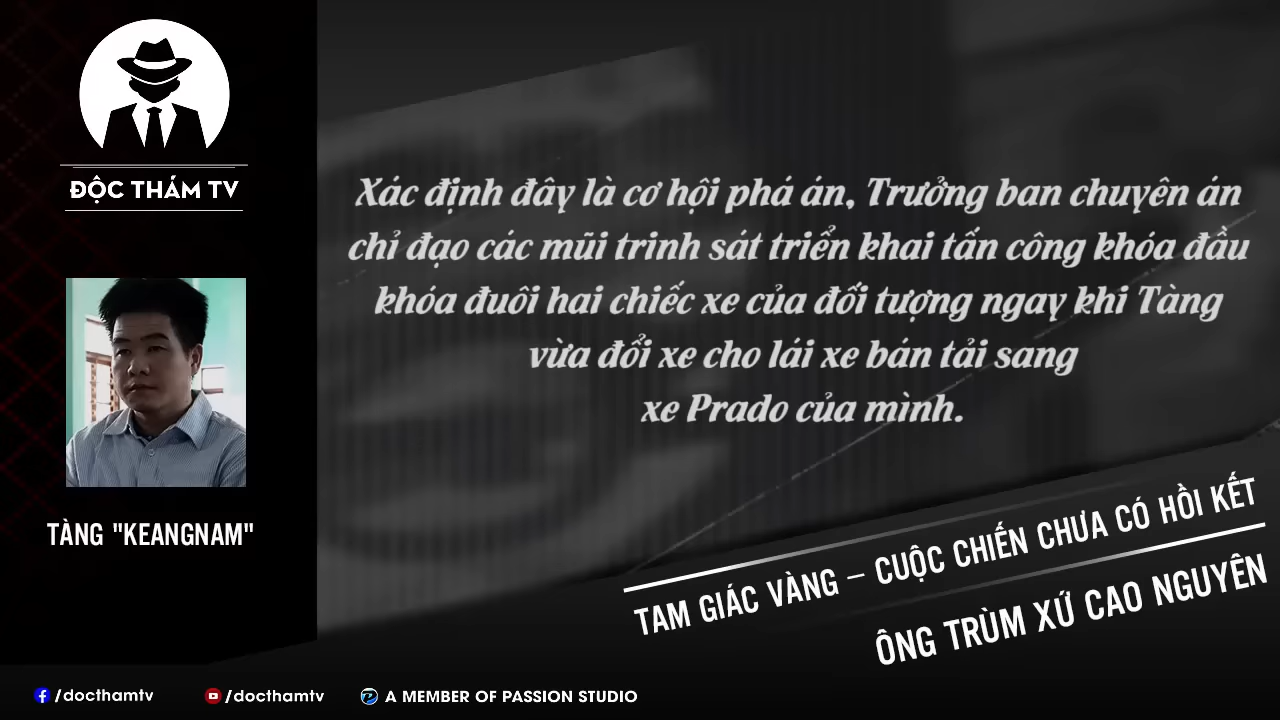 ĐỘC THÁM TV
TÀNG "KEANGNAM"
Xác định đây là cơ hội phá án, Trưởng ban chuyên án
chỉ đạo các mũi trinh sát triển khai tấn công khóa đầu
khóa đuôi hai chiếc xe của đối tượng ngay khi Tàng
vừa đổi xe cho lái xe bán tải sang
xe Prado của mình.
TAM GIÁC VÀNG – CUỘC CHIẾN CHƯA CÓ HỒI KẾT
ÔNG TRÙM XỨ CAO NGUYÊN
/docthamtv
/docthamtv
A MEMBER OF PASSION STUDIO